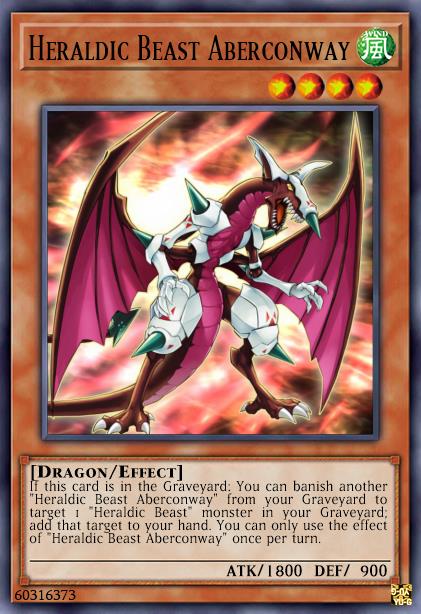 Heraldic Beast Aberconway
WIND
風
[Dragon/Effect]
If this card is in the Graveyard: You can banish another
"Heraldic Beast Aberconway" from your Graveyard to
target 1 "Heraldic Beast" monster in your Graveyard;
add that target to your hand. You can only use the effect
of "Heraldic Beast Aberconway" once per turn.
ATK/1800 DEF/ 900
60316373